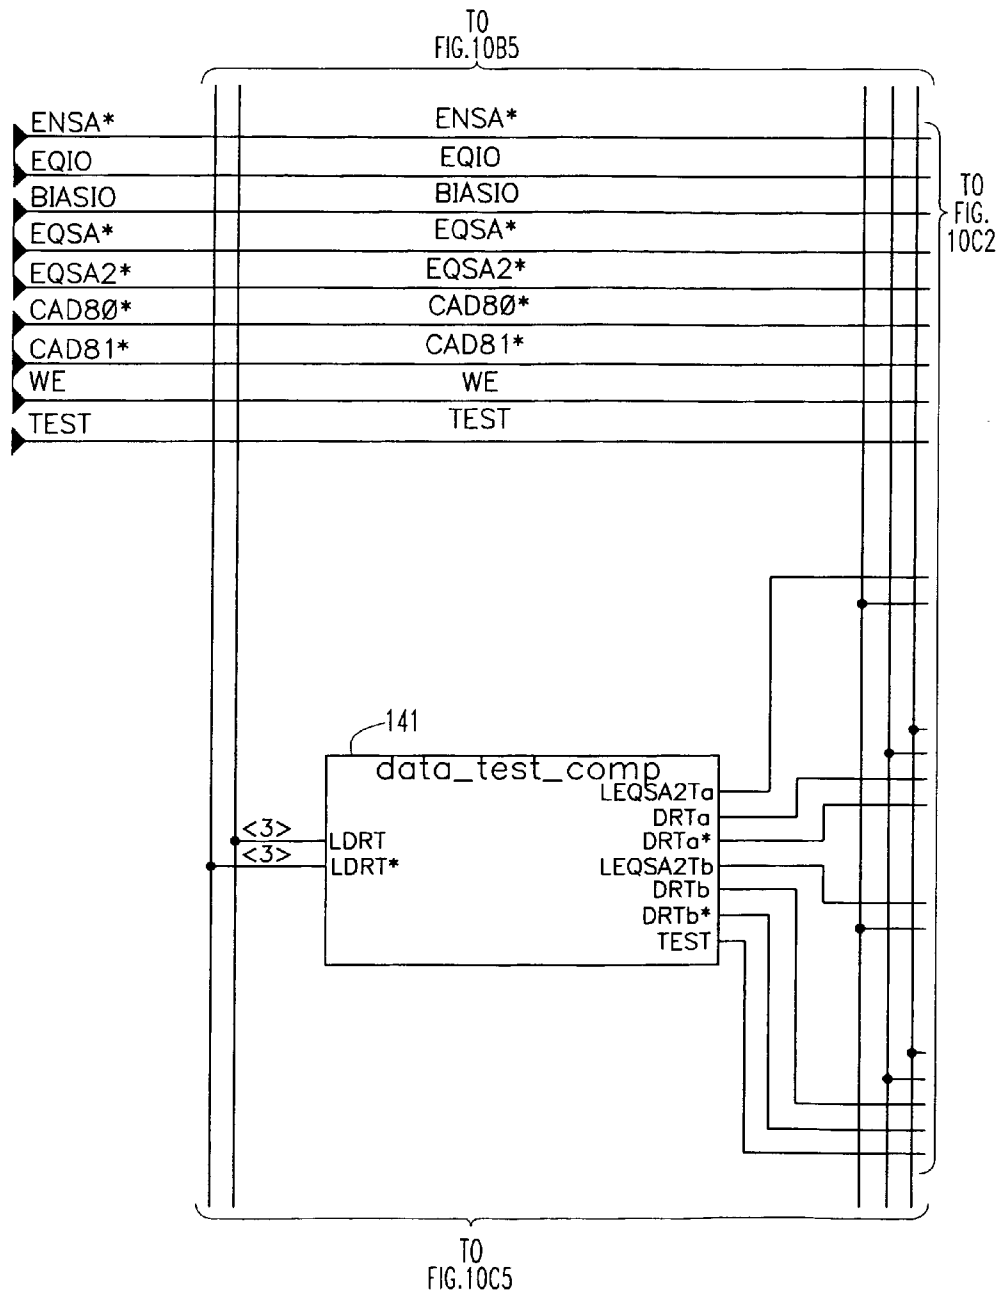 TO
FIG.10B5
ENSA* ENSA*
EQIO EQIO
BIASIO BIASIO
EQSA* EQSA*
EQSA2* EQSA2*
CAD8Ø* CAD8Ø*
CAD81* CAD81*
WE WE
TEST TEST
TO
FIG.
10C2
141
data_test_comp
LEQSA2Ta
DRTa
<3> LDRT DRTa*
<3> LDRT* LEQSA2Tb
DRTb
DRTb*
TEST
TO
FIG.10C5